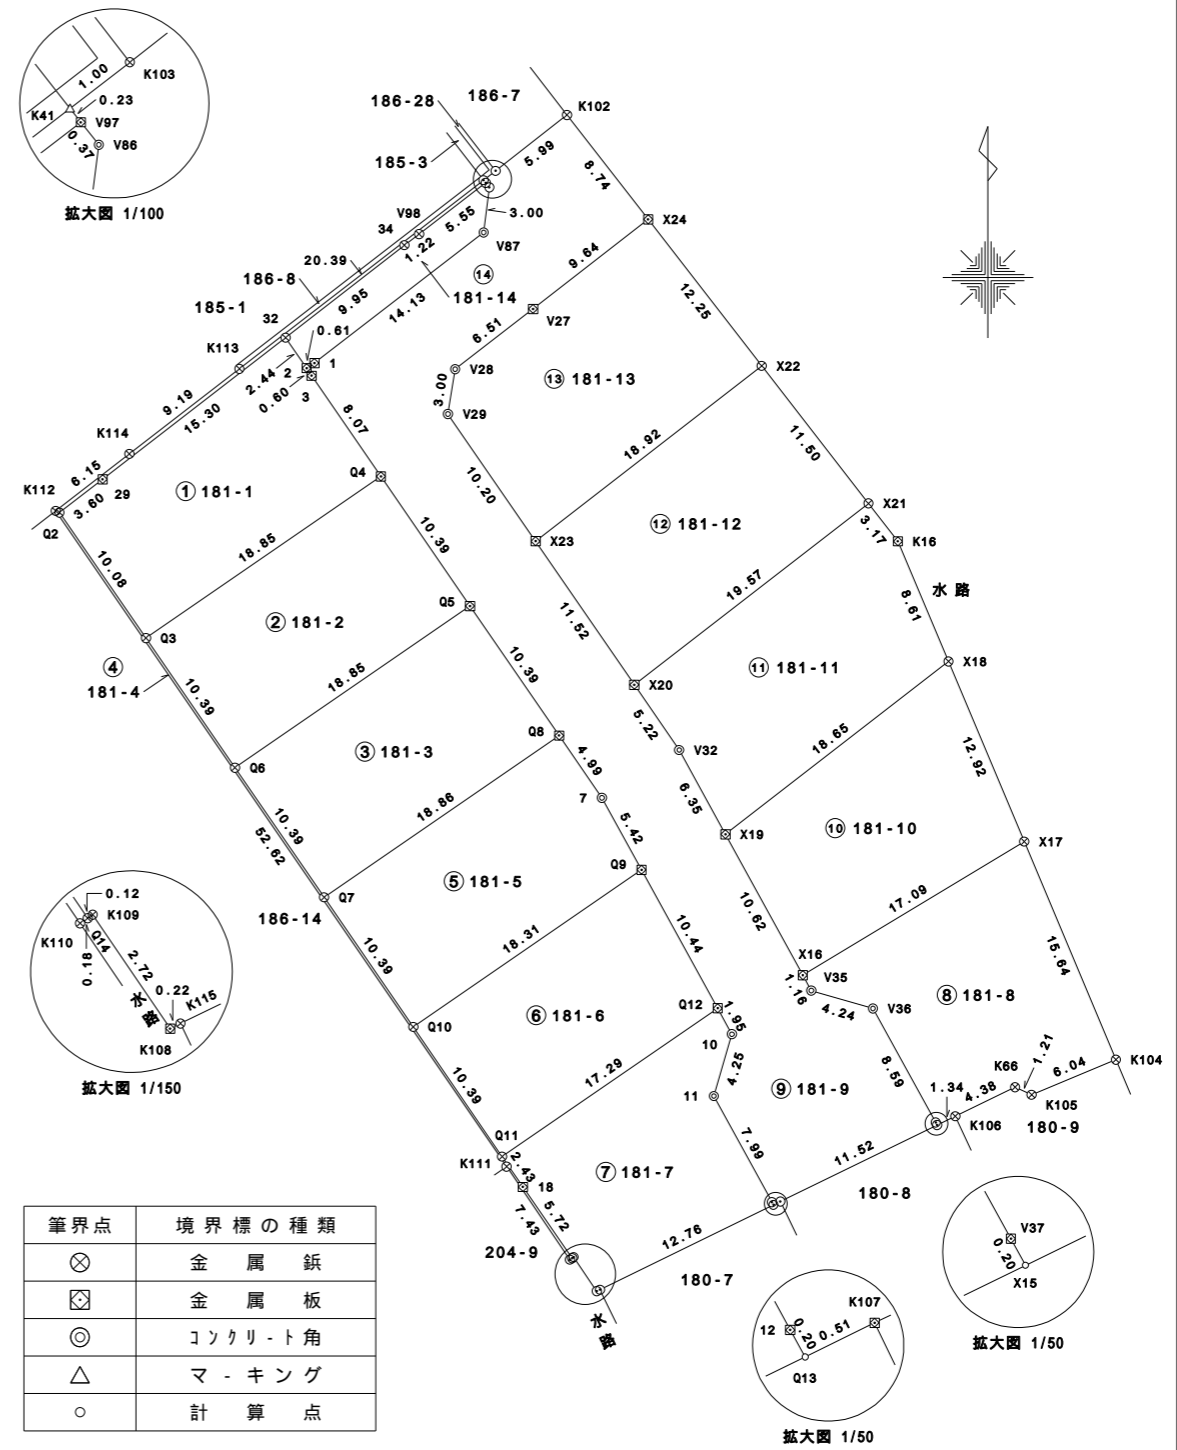 K103
1.00
0.23
K41
V97
0.37
V86
拡大図 1/100
186-28
186-7
K102
185-3
5.99
8.74
V98
5.55
3.00
X24
34
1.22
V87
20.39
9.64
186-8
9.95
⑭
181-14
12.25
185-1
14.13
V27
32
0.61
6.51
K113
2
1
2.44
0.60
3
V28
⑬ 181-13
X22
3.00
V29
9.19
15.30
8.07
18.92
11.50
K114
Q4
10.20
6.15
29
① 181-1
K112
3.60
Q2
X21
3.17
K16
⑫ 181-12
X23
10.08
18.85
10.39
19.57
水路
8.61
Q5
11.52
② 181-2
Q3
④
181-4
⑪ 181-11
X18
10.39
18.85
10.39
X20
5.22
Q8
V32
18.65
12.92
③ 181-3
4.99
Q6
7
6.35
10.39
52.62
18.86
5.42
X19
⑩ 181-10
X17
Q9
⑤ 181-5
Q7
186-14
17.09
10.62
0.12
K109
K110
Q14
0.18
2.72
0.22
K115
水路
K108
拡大図 1/150
10.39
18.31
10.44
15.64
X16
V35
1.16
4.24
V36
⑧ 181-8
Q12
1.95
⑥ 181-6
Q10
10
4.25
8.59
K66
1.21
K104
10.39
17.29
11
⑨ 181-9
1.34
4.38
6.04
K105
K106
180-9
Q11
K111
2.43
7.99
11.52
⑦ 181-7
18
180-8
7.43
5.72
12.76
204-9
180-7
水路
V37
0.20
X15
拡大図 1/50
K107
12
0.20
0.51
Q13
拡大図 1/50
筆界点 境界標の種類
⊗ 金属鋲
金属板
◎ コンクリ-ト角
△ マ-キング
○ 計算点